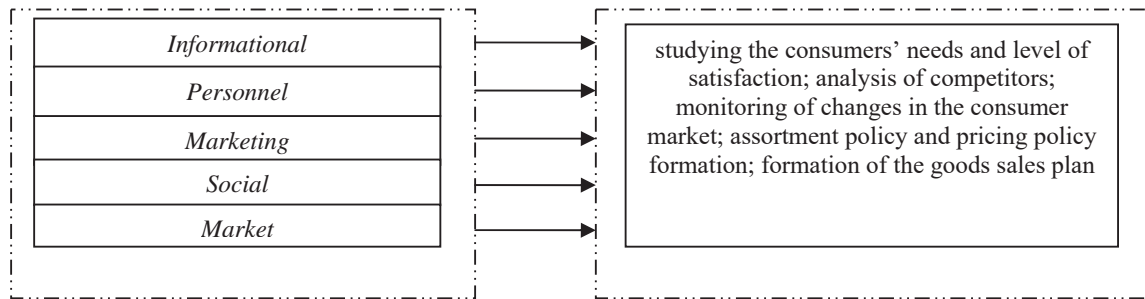 Informational
Personnel
Marketing
Social
Market
studying the consumers’ needs and level of
satisfaction; analysis of competitors;
monitoring of changes in the consumer
market; assortment policy and pricing policy
formation; formation of the goods sales plan